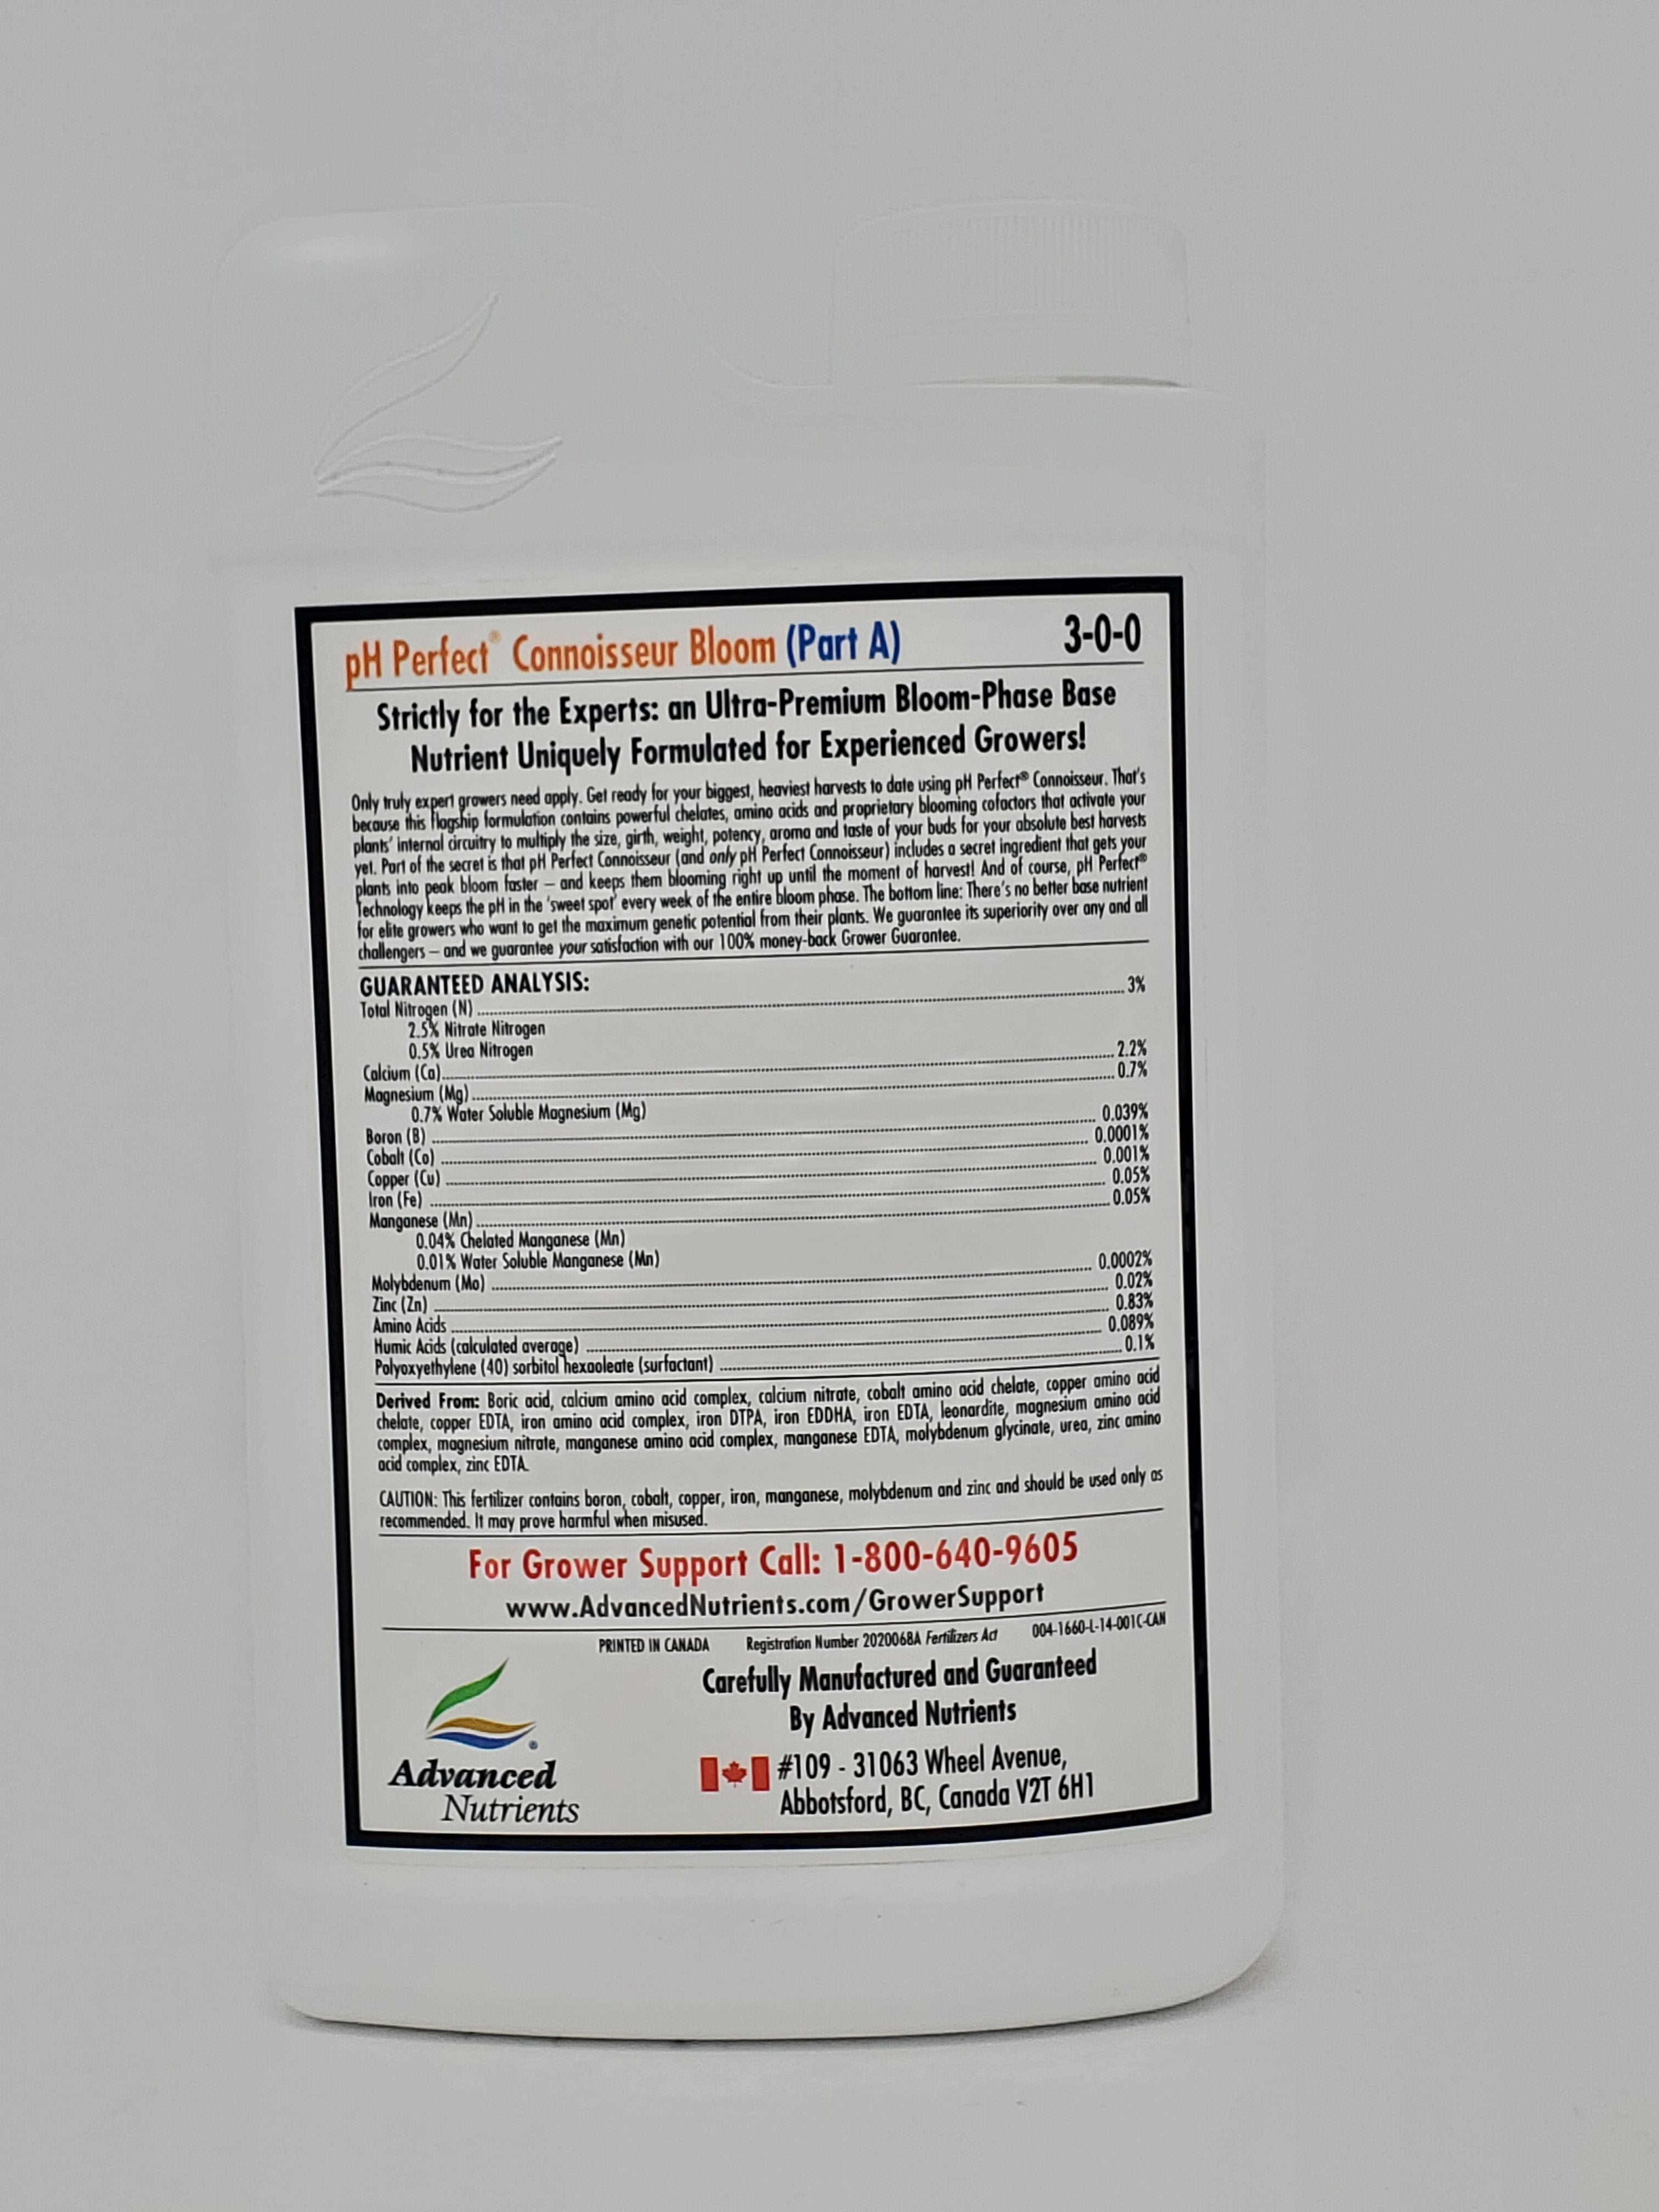 pH Perfect® Connoisseur Bloom (Part A) 3-0-0
Strictly for the Experts: an Ultra-Premium Bloom-Phase Base
Nutrient Uniquely Formulated for Experienced Growers!
Only truly expert growers need apply. Get ready for your biggest, heaviest harvests to date using pH Perfect® Connoisseur. That's
because this flagship formulation contains powerful chelates, amino acids and proprietary blooming cofactors that activate your
plants' internal circuitry to multiply the size, girth, weight, potency, aroma and taste of your buds for your absolute best harvests
yet. Part of the secret is that pH Perfect Connoisseur (and only pH Perfect Connoisseur) includes a secret ingredient that gets your
plants into peak bloom faster – and keeps them blooming right up until the moment of harvest! And of course, pH Perfect®
Technology keeps the pH in the 'sweet spot' every week of the entire bloom phase. The bottom line: There's no better base nutrient
for elite growers who want to get the maximum genetic potential from their plants. We guarantee its superiority over any and all
challengers – and we guarantee your satisfaction with our 100% money-back Grower Guarantee.
GUARANTEED ANALYSIS:
Total Nitrogen (N) 3%
2.5% Nitrate Nitrogen
0.5% Urea Nitrogen
Calcium (Ca) 2.2%
Magnesium (Mg) 0.7%
0.7% Water Soluble Magnesium (Mg)
Boron (B) 0.039%
Cobalt (Co) 0.0001%
Copper (Cu) 0.001%
Iron (Fe) 0.05%
Manganese (Mn) 0.05%
0.04% Chelated Manganese (Mn)
0.01% Water Soluble Manganese (Mn)
Molybdenum (Mo) 0.0002%
Zinc (Zn) 0.02%
Amino Acids 0.83%
Humic Acids (calculated average) 0.089%
Polyoxyethylene (40) sorbitol hexaoleate (surfactant) 0.1%
Derived From: Boric acid, calcium amino acid complex, calcium nitrate, cobalt amino acid chelate, copper amino acid
chelate, copper EDTA, iron amino acid complex, iron DTPA, iron EDDHA, iron EDTA, leonardite, magnesium amino acid
complex, magnesium nitrate, manganese amino acid complex, manganese EDTA, molybdenum glycinate, urea, zinc amino
acid complex, zinc EDTA.
CAUTION: This fertilizer contains boron, cobalt, copper, iron, manganese, molybdenum and zinc and should be used only as
recommended. It may prove harmful when misused.
For Grower Support Call: 1-800-640-9605
www.AdvancedNutrients.com/GrowerSupport
PRINTED IN CANADA Registration Number 2020068A Fertilizers Act 004-1660-L-14-001C-CAN
Carefully Manufactured and Guaranteed
By Advanced Nutrients
#109 - 31063 Wheel Avenue,
Abbotsford, BC, Canada V2T 6H1
®
Advanced
Nutrients